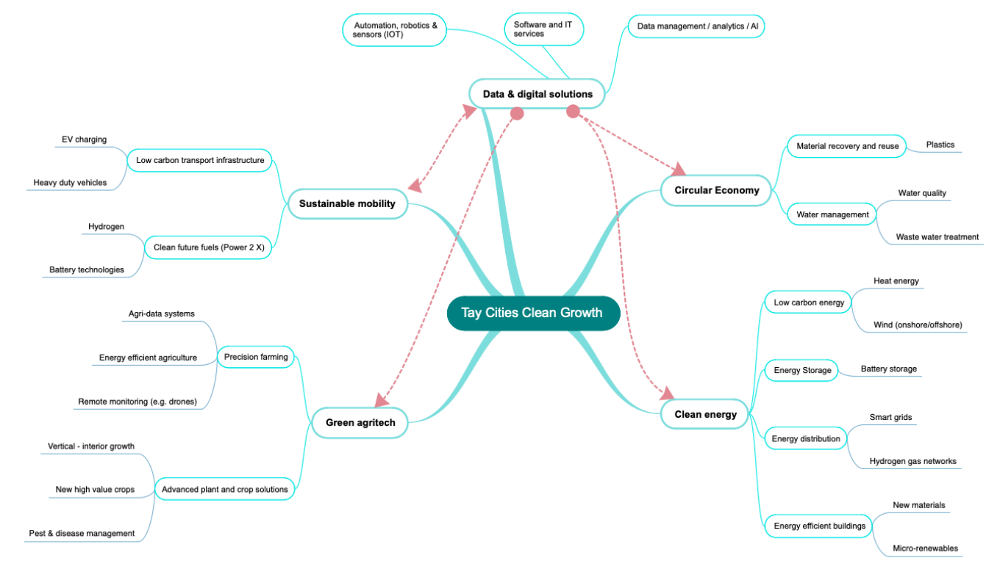 Automation, robotics &
sensors (IOT)
Software and IT
services
Data management / analytics / AI
Data & digital solutions
EV charging
Low carbon transport infrastructure
Heavy duty vehicles
Sustainable mobility
Hydrogen
Clean future fuels (Power 2 X)
Battery technologies
Material recovery and reuse
Plastics
Circular Economy
Water quality
Water management
Waste water treatment
Tay Cities Clean Growth
Agri-data systems
Precision farming
Energy efficient agriculture
Remote monitoring (e.g. drones)
Green agritech
Vertical - interior growth
New high value crops
Advanced plant and crop solutions
Pest & disease management
Heat energy
Low carbon energy
Wind (onshore/offshore)
Energy Storage
Battery storage
Clean energy
Smart grids
Energy distribution
Hydrogen gas networks
New materials
Energy efficient buildings
Micro-renewables